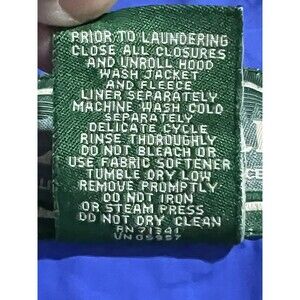 PRIOR TO LAUNDERING
CLOSE ALL CLOSURES
AND UNROLL HOOD
WASH JACKET
AND FLEECE
LINER SEPARATELY
MACHINE WASH COLD
SEPARATELY
DELICATE CYCLE
RINSE THOROUGHLY
DO NOT BLEACH OR
USE FABRIC SOFTENER
TUMBLE DRY LOW
REMOVE PROMPTLY
DO NOT IRON
OR STEAM PRESS
DO NOT DRY CLEAN
RN 71341
UN05957